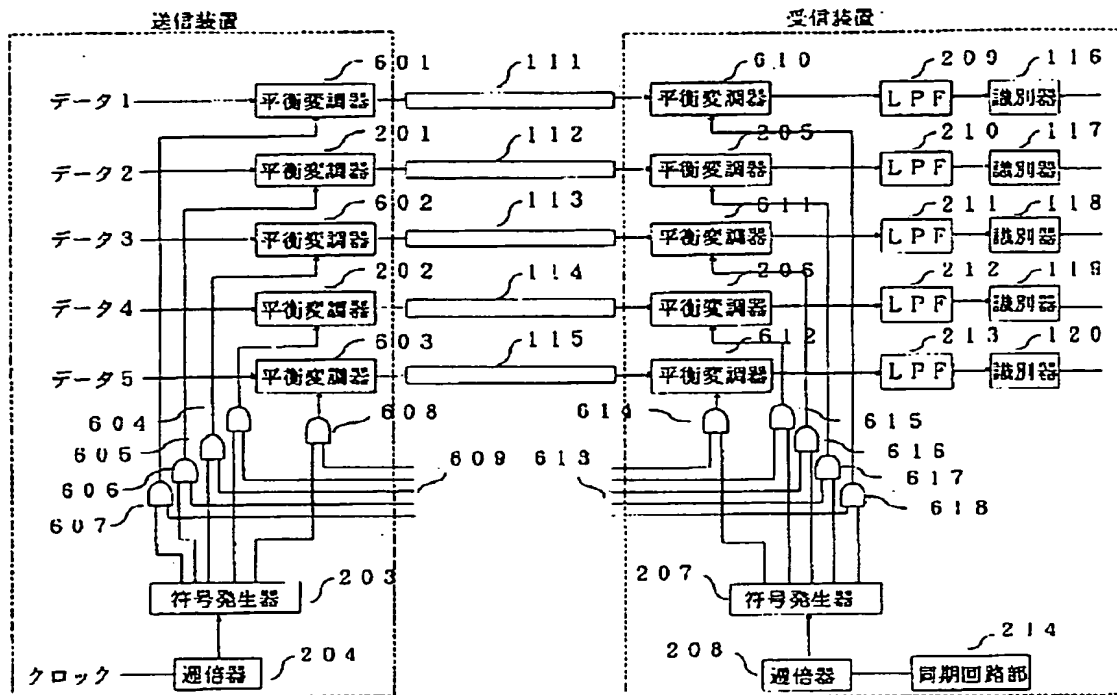 送信装置
受信装置
601 111 610 209 116
データ1 平衡変調器 平衡変調器 LPF 識別器
201 112 205 210 117
データ2 平衡変調器 平衡変調器 LPF 識別器
602 113 611 211 118
データ3 平衡変調器 平衡変調器 LPF 識別器
202 114 206 212 119
データ4 平衡変調器 平衡変調器 LPF 識別器
603 115 612 213 120
データ5 平衡変調器 平衡変調器 LPF 識別器
604 608 614 615
605 609 613 616
606 617
607 618
203 207
符号発生器 符号発生器
204 208 214
クロック 逓倍器 逓倍器 同期回路部